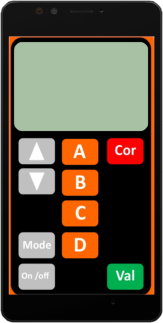 A Cor
B
C
Mode D
On /off Val